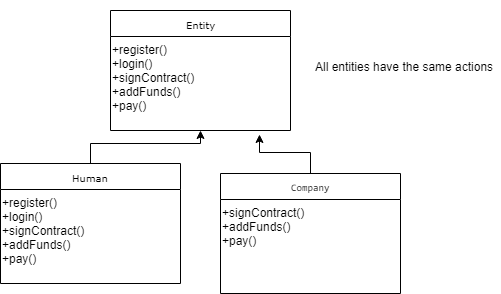 Entity
+register()
+login()
+signContract()
+addFunds()
+pay()
All entities have the same actions
Human
+register()
+login()
+signContract()
+addFunds()
+pay()
Company
+signContract()
+addFunds()
+pay()